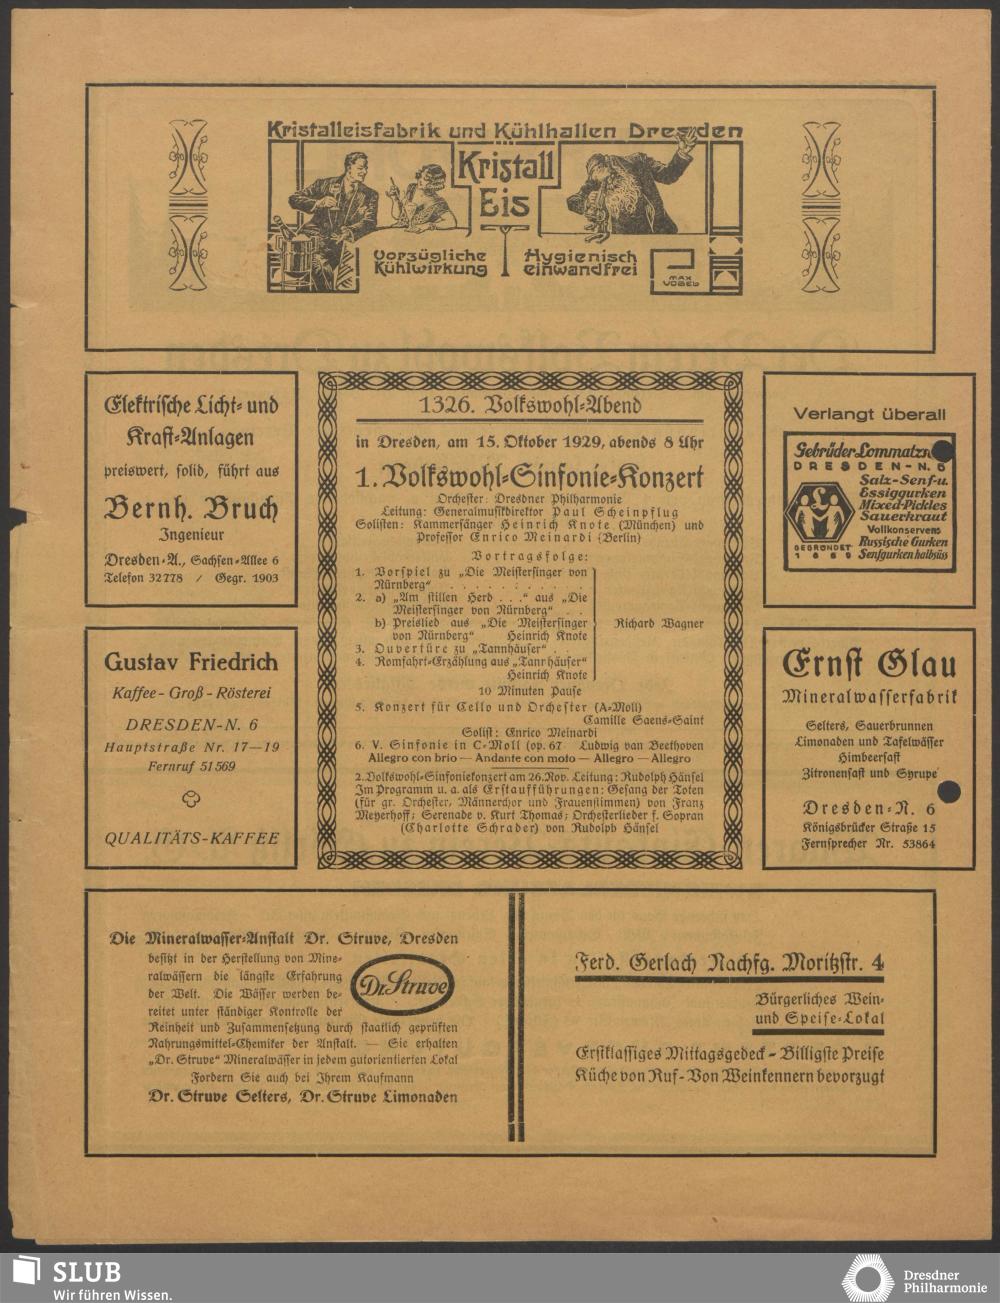 Kristalleisfabrik und Kühlhallen Dresden
Kristall
Eis
Vorzügliche
Kühlwirkung
Hygienisch
einwandfrei
MAX
VOGEL
Elektrische Licht- und
Kraft-Anlagen
preiswert, solid, führt aus
Bernh. Bruch
Ingenieur
Dresden-A., Sachsen-Allee 6
Telefon 32778 / Gegr. 1903
Gustav Friedrich
Kaffee-Groß-Rösterei
DRESDEN-N. 6
Hauptstraße Nr. 17—19
Fernruf 51569
QUALITÄTS-KAFFEE
1326. Volkswohl-Abend
in Dresden, am 15. Oktober 1929, abends 8 Uhr
1. Volkswohl-Sinfonie-Konzert
Orchester: Dresdner Philharmonie
Leitung: Generalmusikdirektor Paul Scheinpflug
Solisten: Kammersänger Heinrich Knote (München) und
Professor Enrico Meinardi (Berlin)
Vortragsfolge:
1. Vorspiel zu „Die Meistersinger von
Nürnberg“ . . . . . . . . . .
2. a) „Am stillen Herd . . .“ aus „Die
Meistersinger von Nürnberg“ . .
b) Preislied aus „Die Meistersinger
von Nürnberg“ Heinrich Knote
Richard Wagner
3. Ouvertüre zu „Tannhäuser“ . .
4. Romfahrt-Erzählung aus „Tannhäuser“
Heinrich Knote
10 Minuten Pause
5. Konzert für Cello und Orchester (A-Moll)
Camille Saens-Saint
Solist: Enrico Meinardi
6. V. Sinfonie in C-Moll (op. 67 Ludwig van Beethoven
Allegro con brio — Andante con moto — Allegro — Allegro
2. Volkswohl-Sinfoniekonzert am 26. Nov. Leitung: Rudolph Hänsel
Im Programm u. a. als Erstaufführungen: Gesang der Toten
(für gr. Orchester, Männerchor und Frauenstimmen) von Franz
Meyerhoff; Serenade v. Kurt Thomas; Orchesterlieder f. Sopran
(Charlotte Schrader) von Rudolph Hänsel
Verlangt überall
Gebrüder Lommatzs
DRESDEN-N. 6
Salz-Senf-u.
Essiggurken
Mixed-Pickles
Sauerkraut
Vollkonserven
Russische Gurken
Senfgurken halbsüss
GEGRÜNDET
1869
Ernst Glau
Mineralwasserfabrik
Selters, Sauerbrunnen
Limonaden und Tafelwässer
Himbeersaft
Zitronensaft und Syrupe
Dresden-N. 6
Königsbrücker Straße 15
Fernsprecher Nr. 53864
Die Mineralwasser-Anstalt Dr. Struve, Dresden
besitzt in der Herstellung von Mine-
ralwässern die längste Erfahrung
der Welt. Die Wässer werden be-
reitet unter ständiger Kontrolle der
Reinheit und Zusammensetzung durch staatlich geprüften
Nahrungsmittel-Chemiker der Anstalt. — Sie erhalten
„Dr. Struve“ Mineralwässer in jedem gutorientierten Lokal
Fordern Sie auch bei Ihrem Kaufmann
Dr. Struve Selters, Dr. Struve Limonaden
Dr. Struve
Ferd. Gerlach Nachfg. Moritzstr. 4
Bürgerliches Wein-
und Speise-Lokal
Erstklassiges Mittagsgedeck - Billigste Preise
Küche von Ruf - Von Weinkennern bevorzugt
SLUB
Wir führen Wissen.
Dresdner
Philharmonie